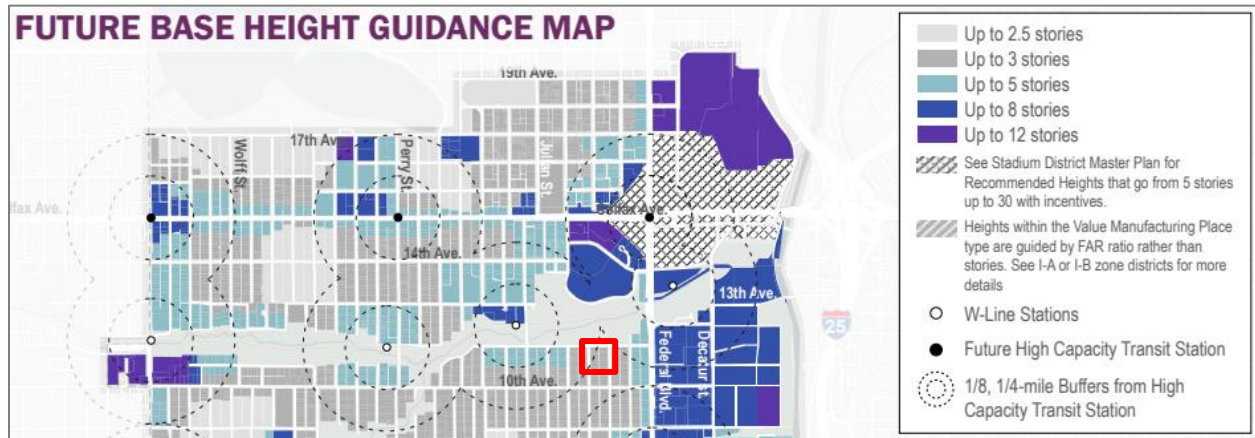 FUTURE BASE HEIGHT GUIDANCE MAP
19th Ave.
17th Ave.
Wolff St.
Perry St.
Julian St.
lfax Ave.
Colfax Ave.
14th Ave.
13th Ave.
10th Ave.
Federal Blvd.
Decatur St.
25
Up to 2.5 stories
Up to 3 stories
Up to 5 stories
Up to 8 stories
Up to 12 stories
See Stadium District Master Plan for
Recommended Heights that go from 5 stories
up to 30 with incentives.
Heights within the Value Manufacturing Place
type are guided by FAR ratio rather than
stories. See I-A or I-B zone districts for more
details
W-Line Stations
Future High Capacity Transit Station
1/8, 1/4-mile Buffers from High
Capacity Transit Station